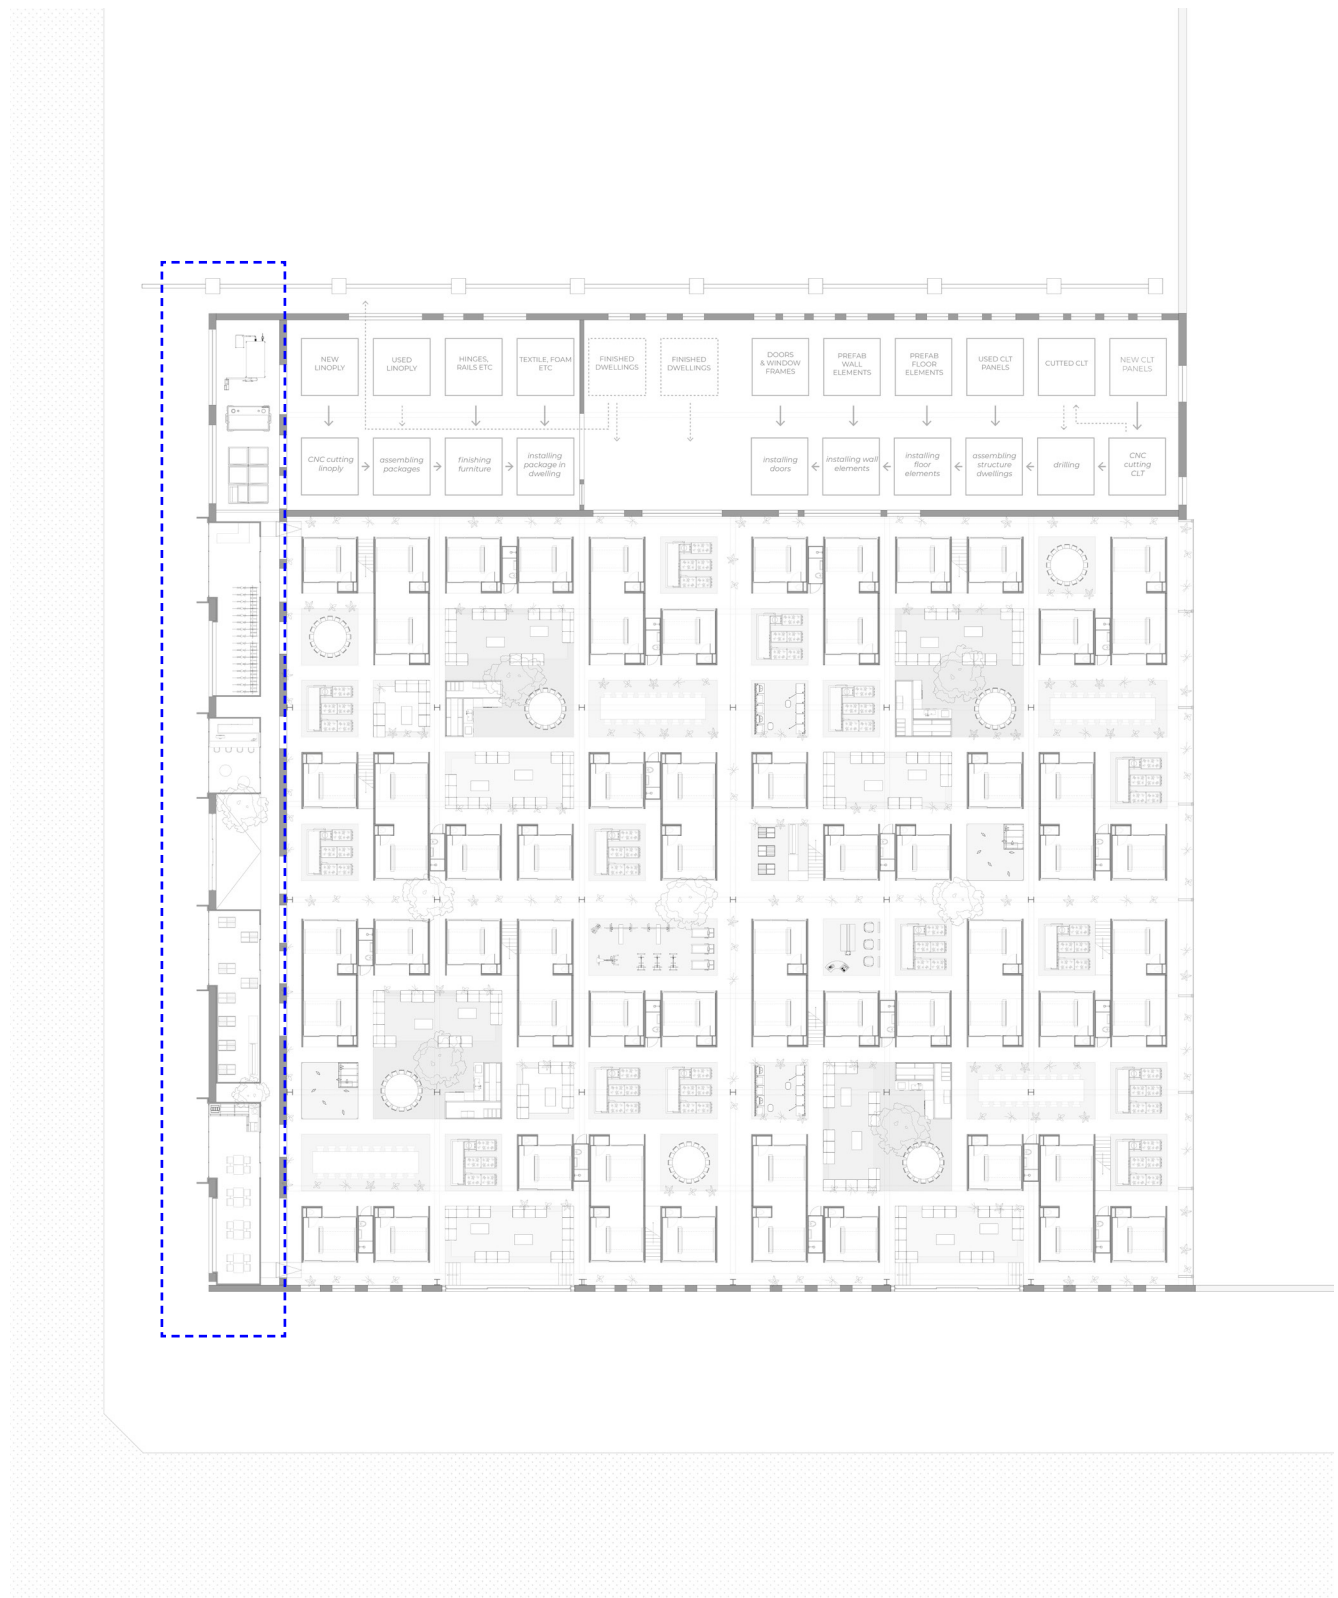 NEW
LINOPLY
USED
LINOPLY
HINGES,
RAILS ETC
TEXTILE, FOAM
ETC
FINISHED
DWELLINGS
FINISHED
DWELLINGS
DOORS
& WINDOW
FRAMES
PREFAB
WALL
ELEMENTS
PREFAB
FLOOR
ELEMENTS
USED CLT
PANELS
CUTTED CLT
NEW CLT
PANELS
CNC cutting
linoply
assembling
packages
finishing
furniture
installing
package in
dwelling
installing
doors
installing wall
elements
installing
floor
elements
assembling
structure
dwellings
drilling
CNC
cutting
CLT